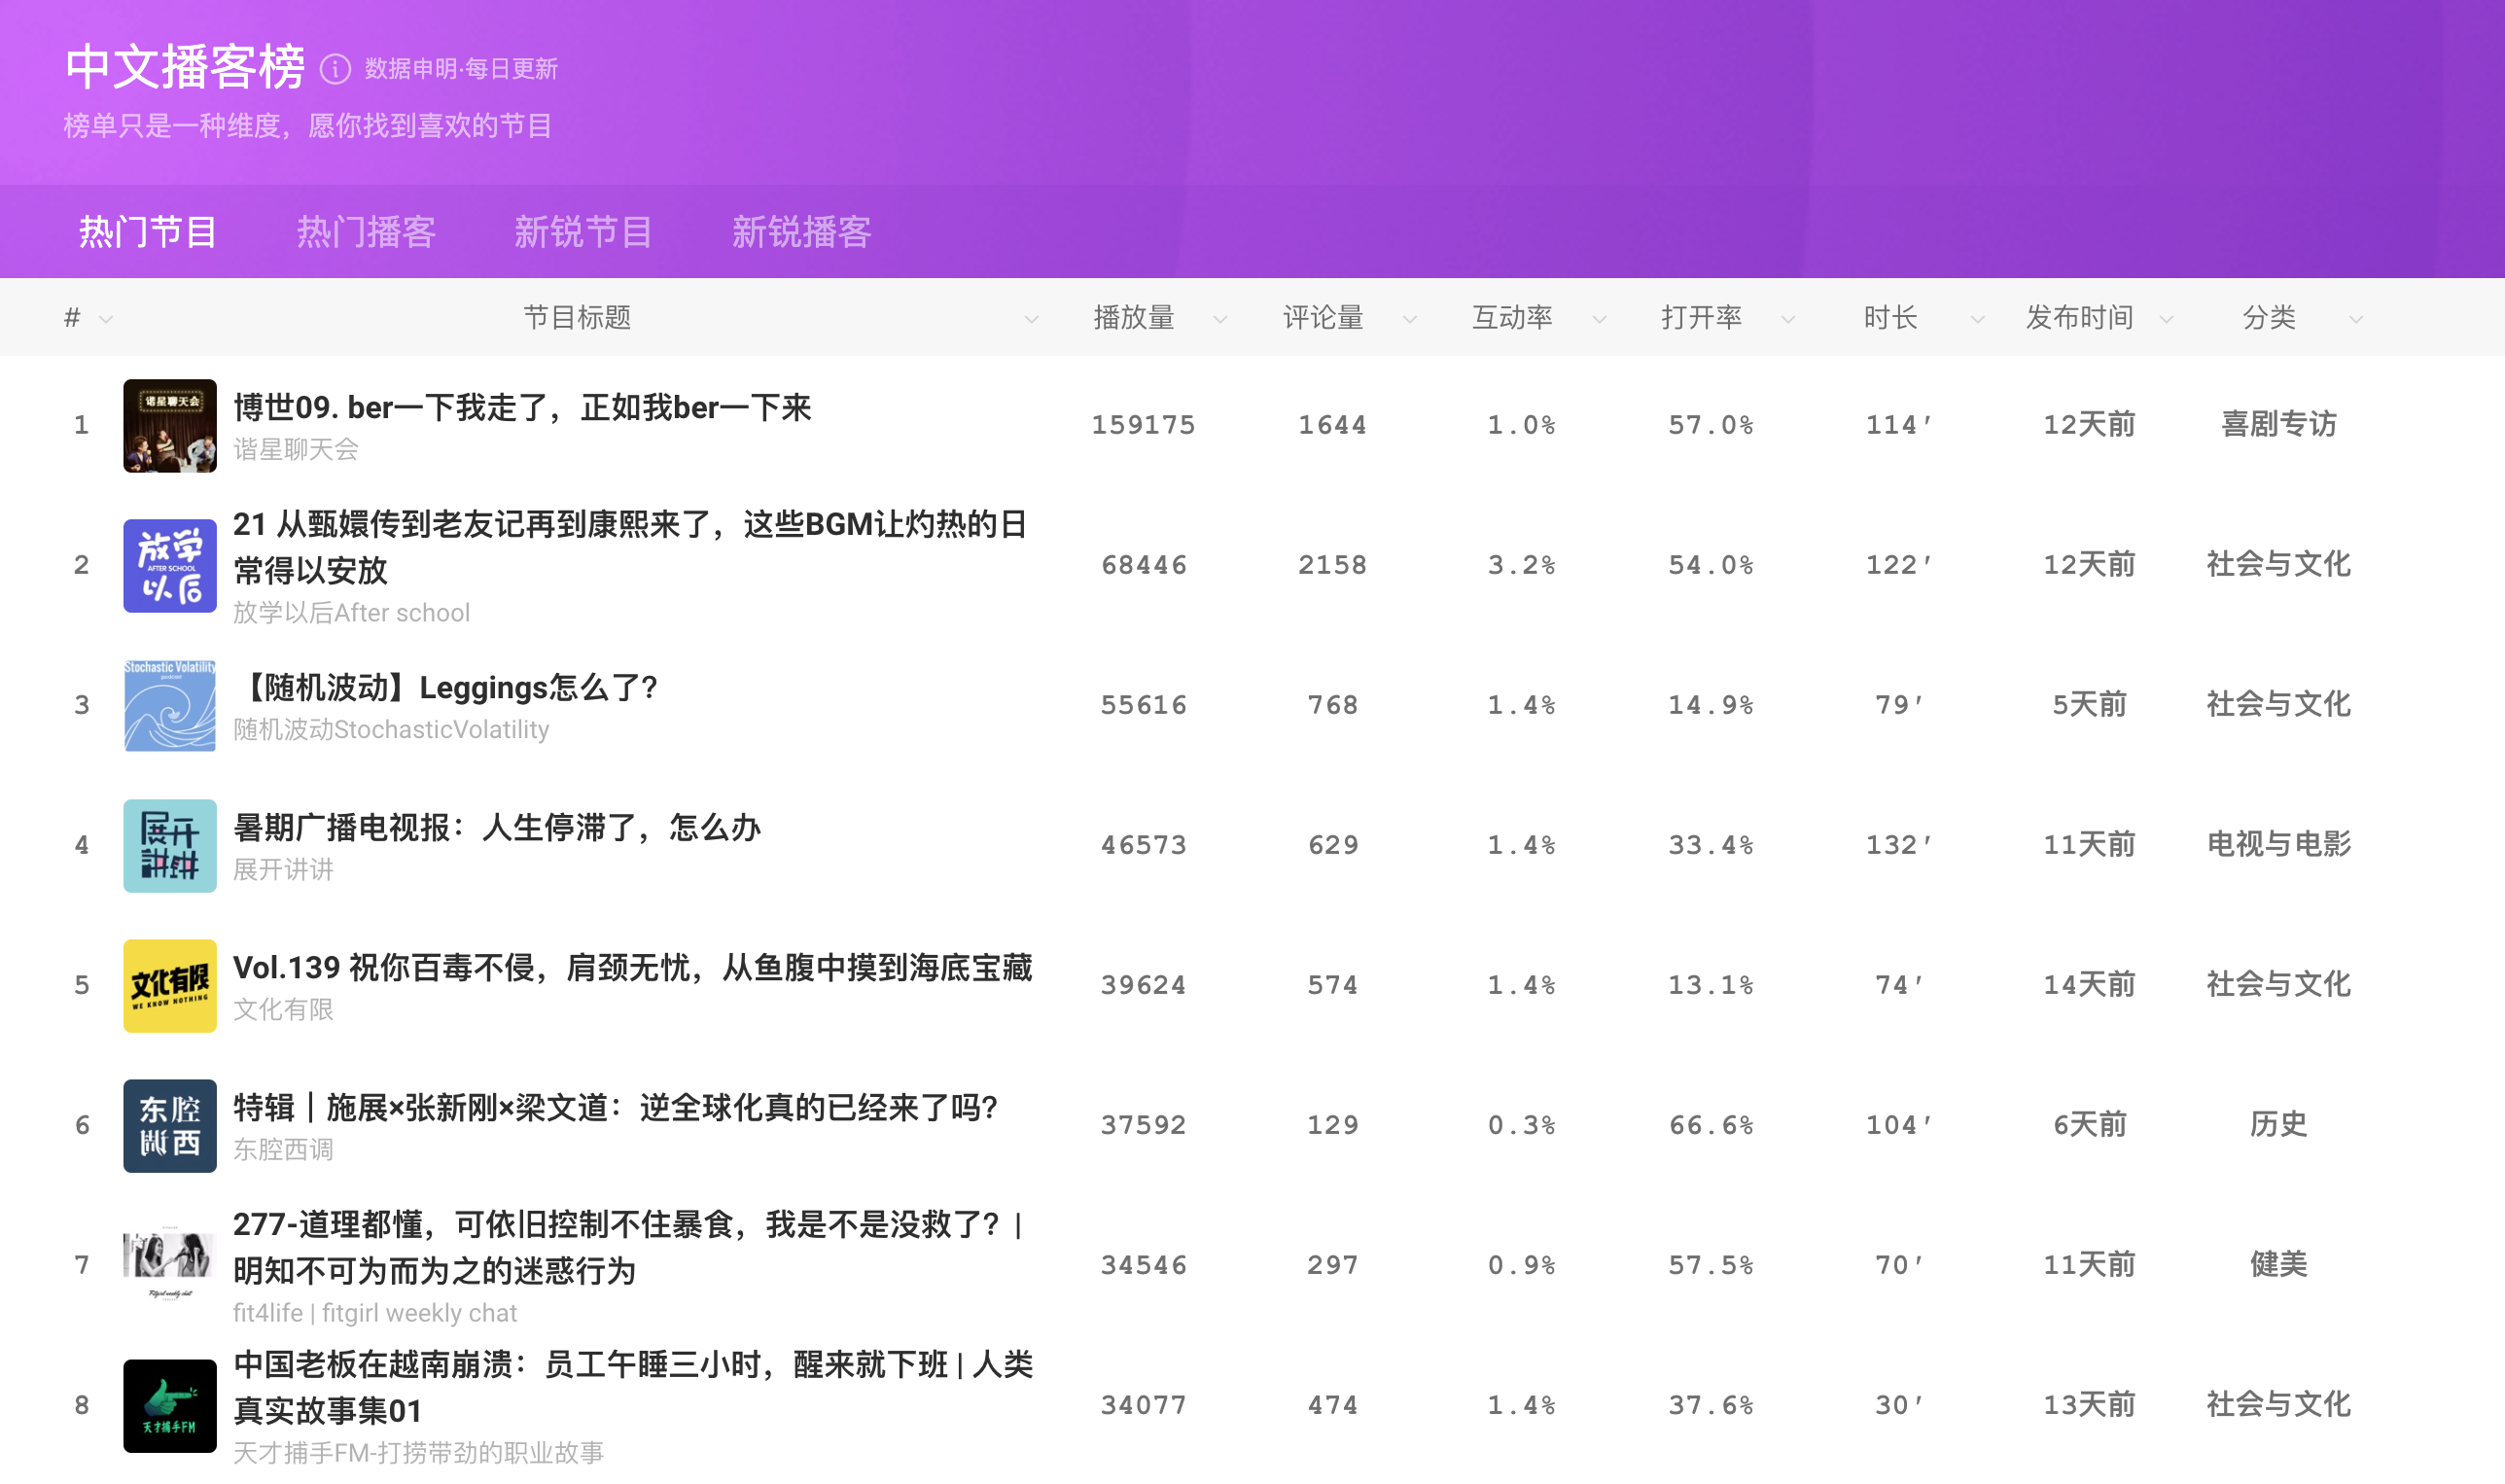 中文播客榜 数据申明·每日更新
榜单只是一种维度，愿你找到喜欢的节目
热门节目 热门播客 新锐节目 新锐播客
# 节目标题 播放量 评论量 互动率 打开率 时长 发布时间 分类
谐星聊天会
博世09. ber一下我走了，正如我ber一下来
1 159175 1644 1.0% 57.0% 114′ 12天前 喜剧专访
谐星聊天会
放学
AFTER SCHOOL
以后
21 从甄嬛传到老友记再到康熙来了，这些BGM让灼热的日
2 68446 2158 3.2% 54.0% 122′ 12天前 社会与文化
常得以安放
放学以后After school
Stochastic Volatility
podcast
【随机波动】Leggings怎么了？
3 55616 768 1.4% 14.9% 79′ 5天前 社会与文化
随机波动StochasticVolatility
展开
讲讲
暑期广播电视报：人生停滞了，怎么办
4 46573 629 1.4% 33.4% 132′ 11天前 电视与电影
展开讲讲
文化有限
WE KNOW NOTHING
Vol.139 祝你百毒不侵，肩颈无忧，从鱼腹中摸到海底宝藏
5 39624 574 1.4% 13.1% 74′ 14天前 社会与文化
文化有限
东腔
调西
特辑｜施展×张新刚×梁文道：逆全球化真的已经来了吗？
6 37592 129 0.3% 66.6% 104′ 6天前 历史
东腔西调
277-道理都懂，可依旧控制不住暴食，我是不是没救了？|
7 34546 297 0.9% 57.5% 70′ 11天前 健美
明知不可为而为之的迷惑行为
Fitgirl weekly chat
fit4life | fitgirl weekly chat
中国老板在越南崩溃：员工午睡三小时，醒来就下班 | 人类
8 34077 474 1.4% 37.6% 30′ 13天前 社会与文化
真实故事集01
天才捕手FM
天才捕手FM-打捞带劲的职业故事